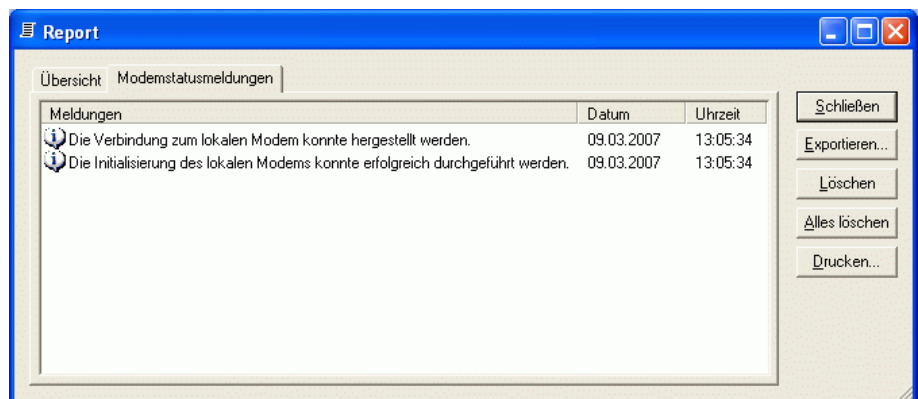 Report
Übersicht Modemstatusmeldungen
Meldungen Datum Uhrzeit
Die Verbindung zum lokalen Modem konnte hergestellt werden. 09.03.2007 13:05:34
Die Initialisierung des lokalen Modems konnte erfolgreich durchgeführt werden. 09.03.2007 13:05:34
Schließen
Exportieren...
Löschen
Alles löschen
Drucken...